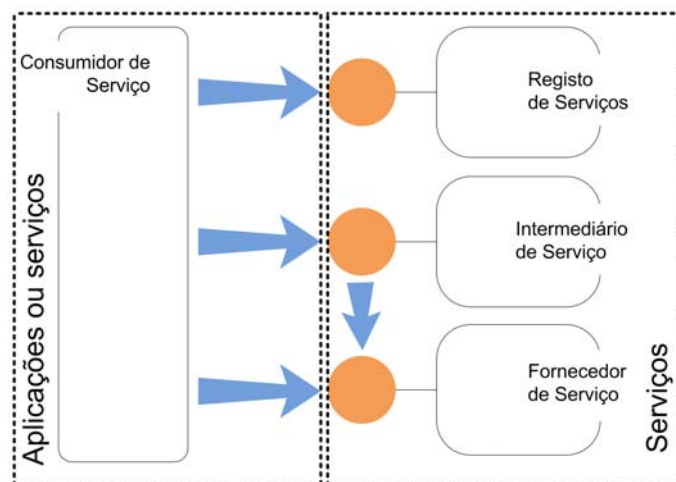 Consumidor de
Serviço
Aplicações ou serviços
Registo
de Serviços
Intermediário
de Serviço
Fornecedor
de Serviço
Serviços